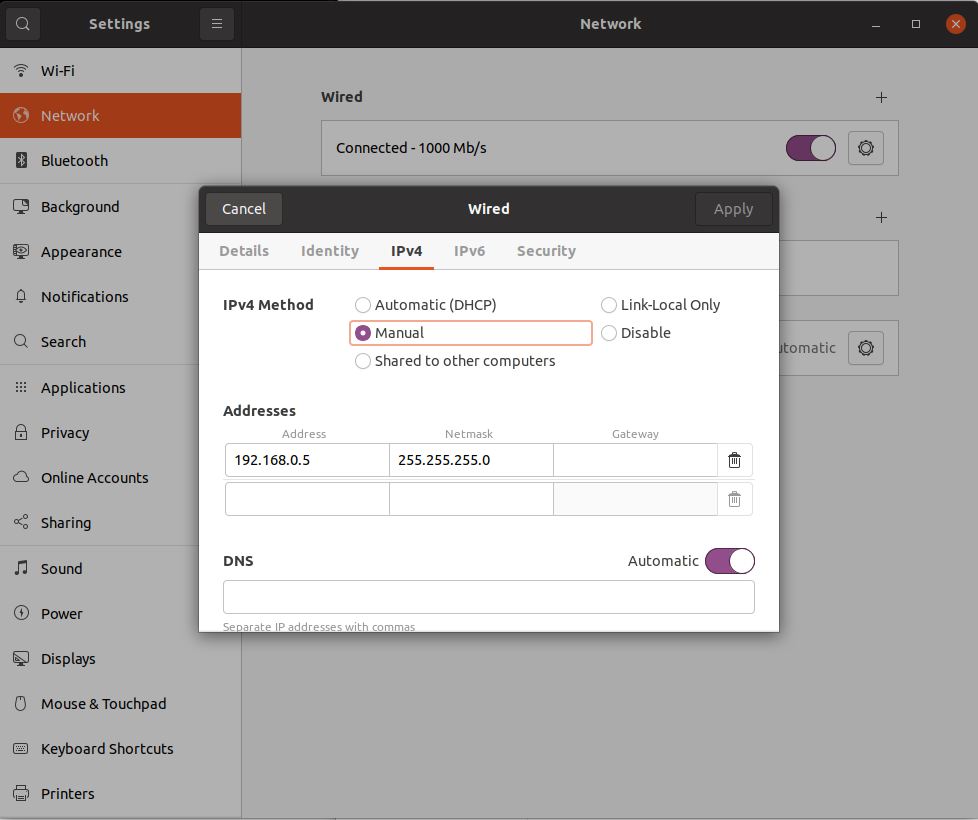 Settings
Network
Wi-Fi
Network
Bluetooth
Background
Appearance
Notifications
Search
Applications
Privacy
Online Accounts
Sharing
Sound
Power
Displays
Mouse & Touchpad
Keyboard Shortcuts
Printers
Wired
Connected - 1000 Mb/s
Cancel
Wired
Apply
Details Identity IPv4 IPv6 Security
IPv4 Method
Automatic (DHCP)
Link-Local Only
Manual
Disable
Shared to other computers
Addresses
Address Netmask Gateway
192.168.0.5 255.255.255.0
DNS
Automatic
Separate IP addresses with commas
utomatic